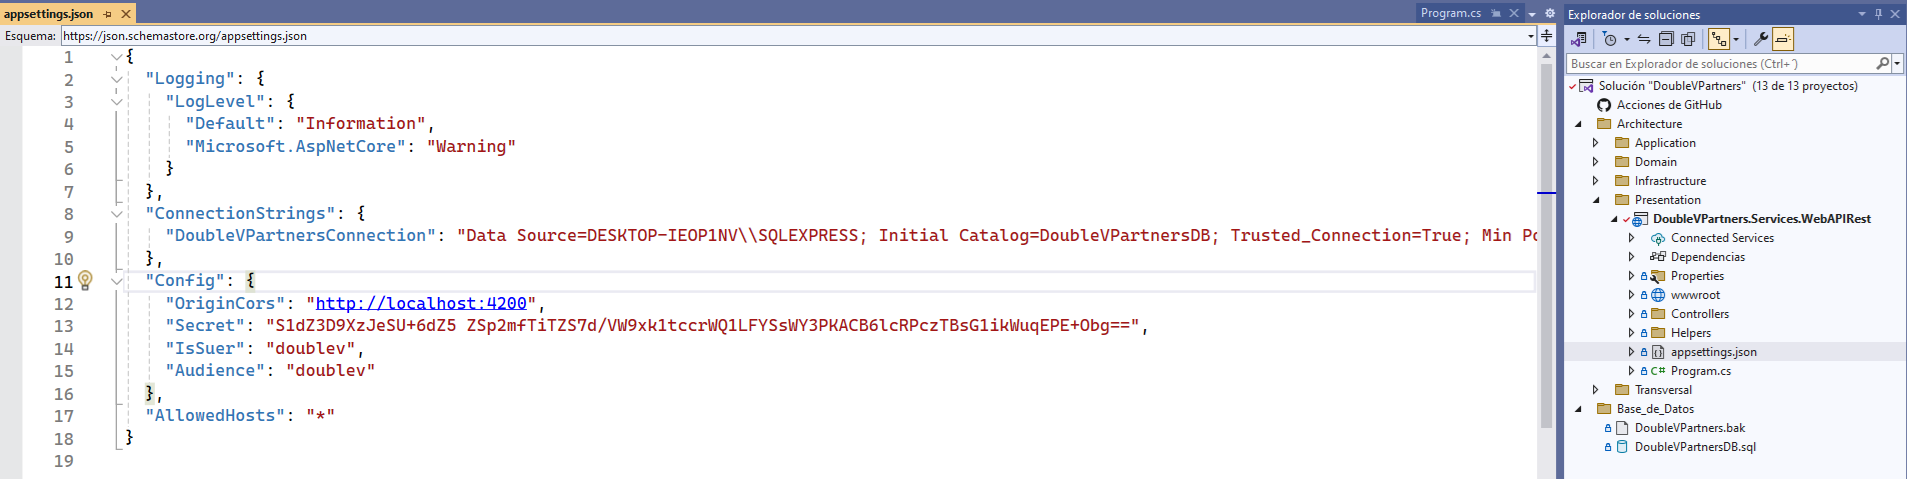 appsettings.json
Program.cs
Esquema: https://json.schemastore.org/appsettings.json
1 {
2 "Logging": {
3 "LogLevel": {
4 "Default": "Information",
5 "Microsoft.AspNetCore": "Warning"
6 }
7 },
8 "ConnectionStrings": {
9 "DoubleVPartnersConnection": "Data Source=DESKTOP-IEOP1NV\\SQLEXPRESS; Initial Catalog=DoubleVPartnersDB; Trusted_Connection=True; Min Po
10 },
11 "Config": {
12 "OriginCors": "http://localhost:4200",
13 "Secret": "S1dZ3D9XzJeSU+6dZ5 ZSp2mfTiTZS7d/VW9xk1tccrWQ1LFYSsWY3PKACB6lcRPczTBsG1ikWuqEPE+Obg==",
14 "IsSuer": "doublev",
15 "Audience": "doublev"
16 },
17 "AllowedHosts": "*"
18 }
19
Explorador de soluciones
Buscar en Explorador de soluciones (Ctrl+´)
Solución "DoubleVPartners" (13 de 13 proyectos)
Acciones de GitHub
Architecture
Application
Domain
Infrastructure
Presentation
DoubleVPartners.Services.WebAPIRest
Connected Services
Dependencias
Properties
wwwroot
Controllers
Helpers
appsettings.json
C# Program.cs
Transversal
Base_de_Datos
DoubleVPartners.bak
DoubleVPartnersDB.sql